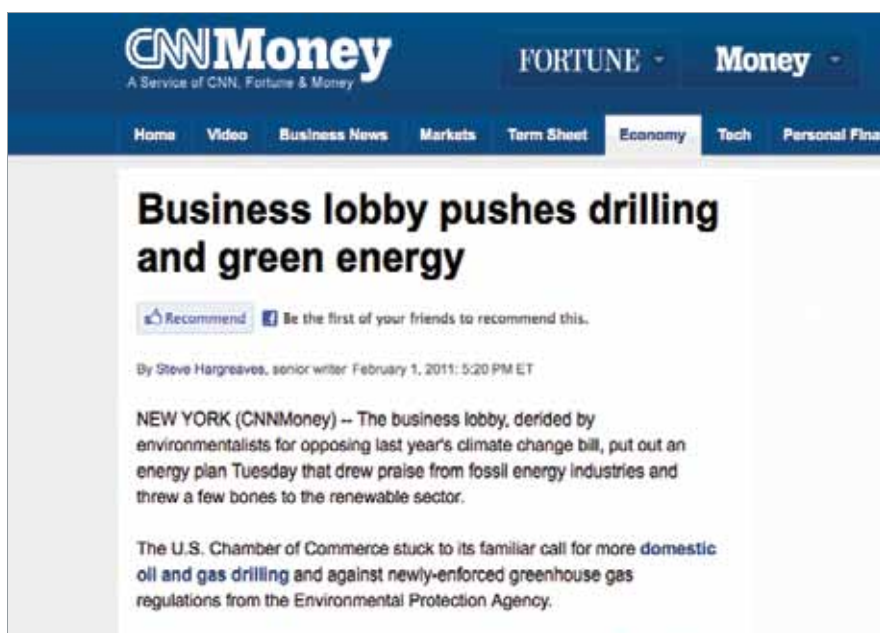 CNNMoney
A Service of CNN, Fortune & Money
FORTUNE
Money
Home Video Business News Markets Term Sheet Economy Tech Personal Fina
Business lobby pushes drilling
and green energy
Recommend Be the first of your friends to recommend this.
By Steve Hargreaves, senior writer February 1, 2011: 5:20 PM ET
NEW YORK (CNNMoney) -- The business lobby, derided by
environmentalists for opposing last year's climate change bill, put out an
energy plan Tuesday that drew praise from fossil energy industries and
threw a few bones to the renewable sector.
The U.S. Chamber of Commerce stuck to its familiar call for more domestic
oil and gas drilling and against newly-enforced greenhouse gas
regulations from the Environmental Protection Agency.